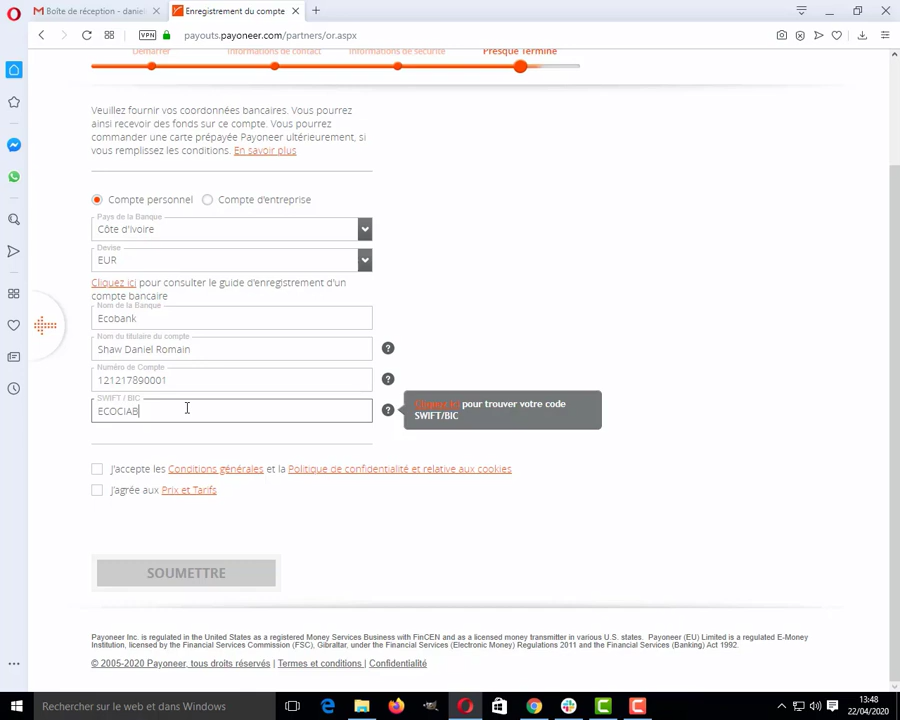 Boîte de réception - daniel
Enregistrement du compte
VPN
payouts.payoneer.com/partners/or.aspx
Démarrer
Informations de contact
Informations de sécurité
Presque Terminé
Veuillez fournir vos coordonnées bancaires. Vous pourrez
ainsi recevoir des fonds sur ce compte. Vous pourrez
commander une carte prépayée Payoneer ultérieurement, si
vous remplissez les conditions. En savoir plus
Compte personnel
Compte d'entreprise
Pays de la Banque
Côte d'Ivoire
Devise
EUR
Cliquez ici pour consulter le guide d'enregistrement d'un
compte bancaire
Nom de la Banque
Ecobank
Nom du titulaire du compte
Shaw Daniel Romain
?
Numéro de Compte
121217890001
?
SWIFT / BIC
ECOCIAB
?
Cliquez ici pour trouver votre code
SWIFT/BIC
J'accepte les Conditions générales et la Politique de confidentialité et relative aux cookies
J'agrée aux Prix et Tarifs
SOUMETTRE
Payoneer Inc. is regulated in the United States as a registered Money Services Business with FinCEN and as a licensed money transmitter in various U.S. states. Payoneer (EU) Limited is a regulated E-Money
Institution, licensed by the Financial Services Commission (FSC), Gibraltar, under the Financial Services (Electronic Money) Regulations 2011 and the Financial Services (Banking) Act 1992.
© 2005-2020 Payoneer, tous droits réservés | Termes et conditions | Confidentialité
Rechercher sur le web et dans Windows
13:48
22/04/2020